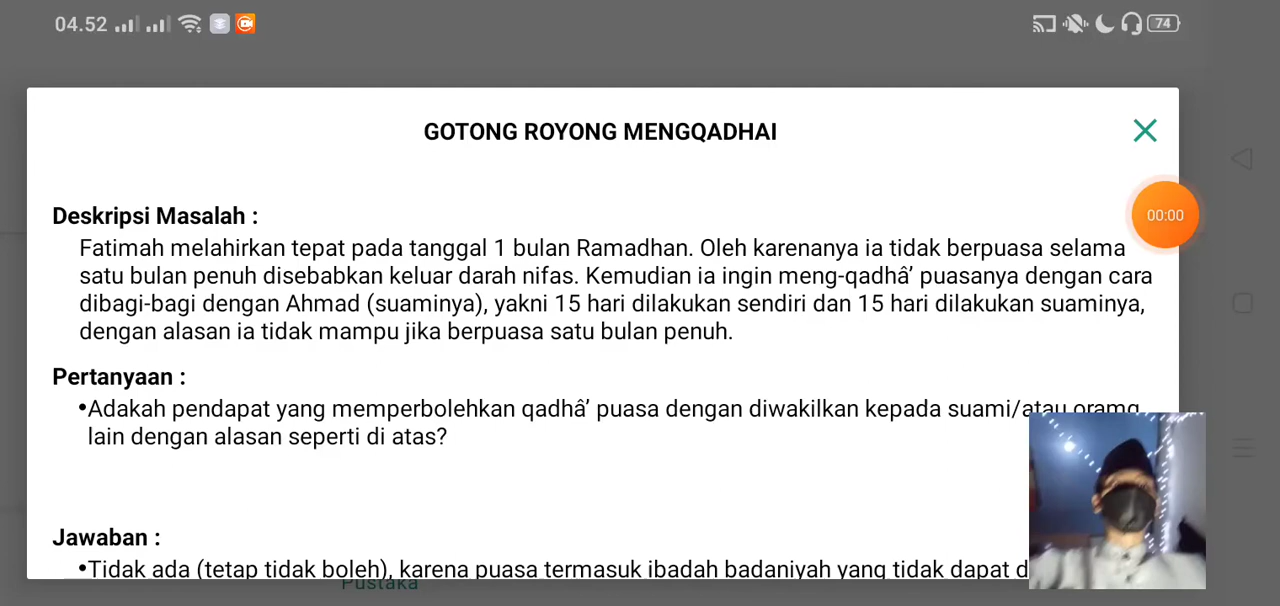 04.52
74
GOTONG ROYONG MENGQADHAI
00:00
Deskripsi Masalah :
Fatimah melahirkan tepat pada tanggal 1 bulan Ramadhan. Oleh karenanya ia tidak berpuasa selama
satu bulan penuh disebabkan keluar darah nifas. Kemudian ia ingin meng-qadhâ’ puasanya dengan cara
dibagi-bagi dengan Ahmad (suaminya), yakni 15 hari dilakukan sendiri dan 15 hari dilakukan suaminya,
dengan alasan ia tidak mampu jika berpuasa satu bulan penuh.
Pertanyaan :
•Adakah pendapat yang memperbolehkan qadhâ’ puasa dengan diwakilkan kepada suami/atau oramg
lain dengan alasan seperti di atas?
Jawaban :
•Tidak ada (tetap tidak boleh), karena puasa termasuk ibadah badaniyah yang tidak dapat d
Pustaka